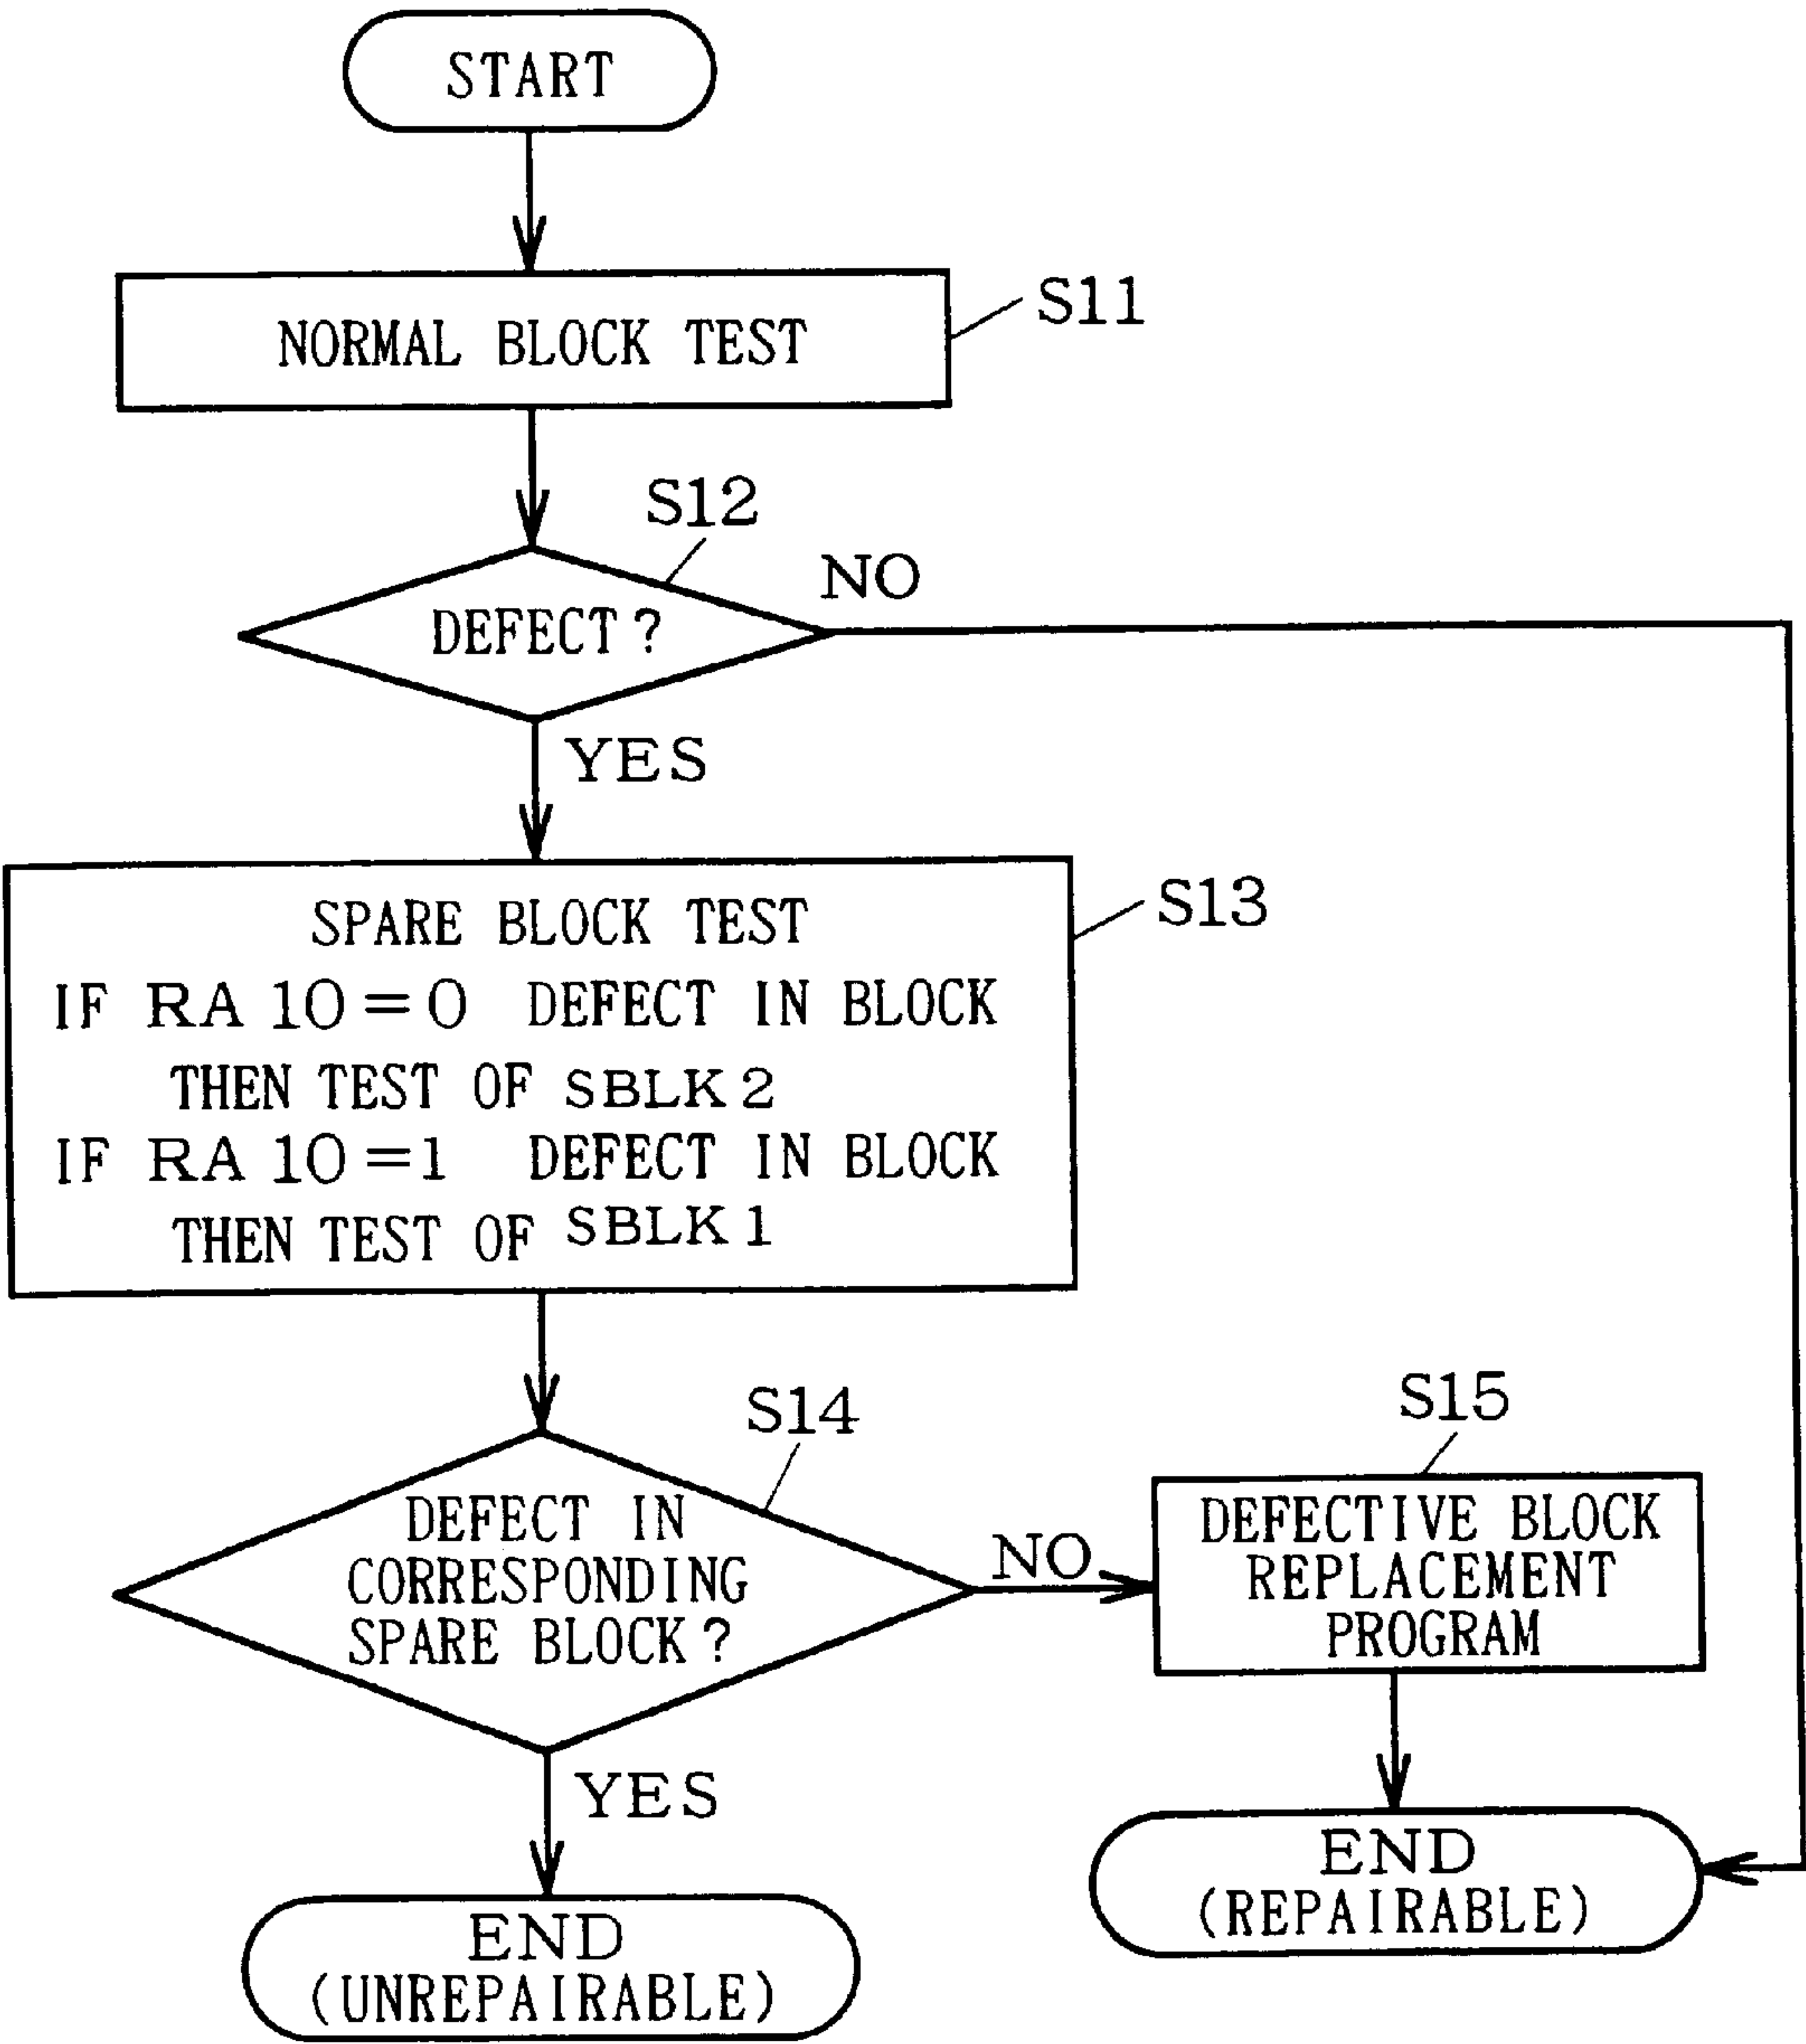 START
NORMAL BLOCK TEST
S11
S12
DEFECT?
NO
YES
S13
SPARE BLOCK TEST
IF RA 10=0 DEFECT IN BLOCK
THEN TEST OF SBLK 2
IF RA 10=1 DEFECT IN BLOCK
THEN TEST OF SBLK 1
S14
DEFECT IN
CORRESPONDING
SPARE BLOCK?
NO
YES
S15
DEFECTIVE BLOCK
REPLACEMENT
PROGRAM
END
(REPAIRABLE)
END
(UNREPAIRABLE)